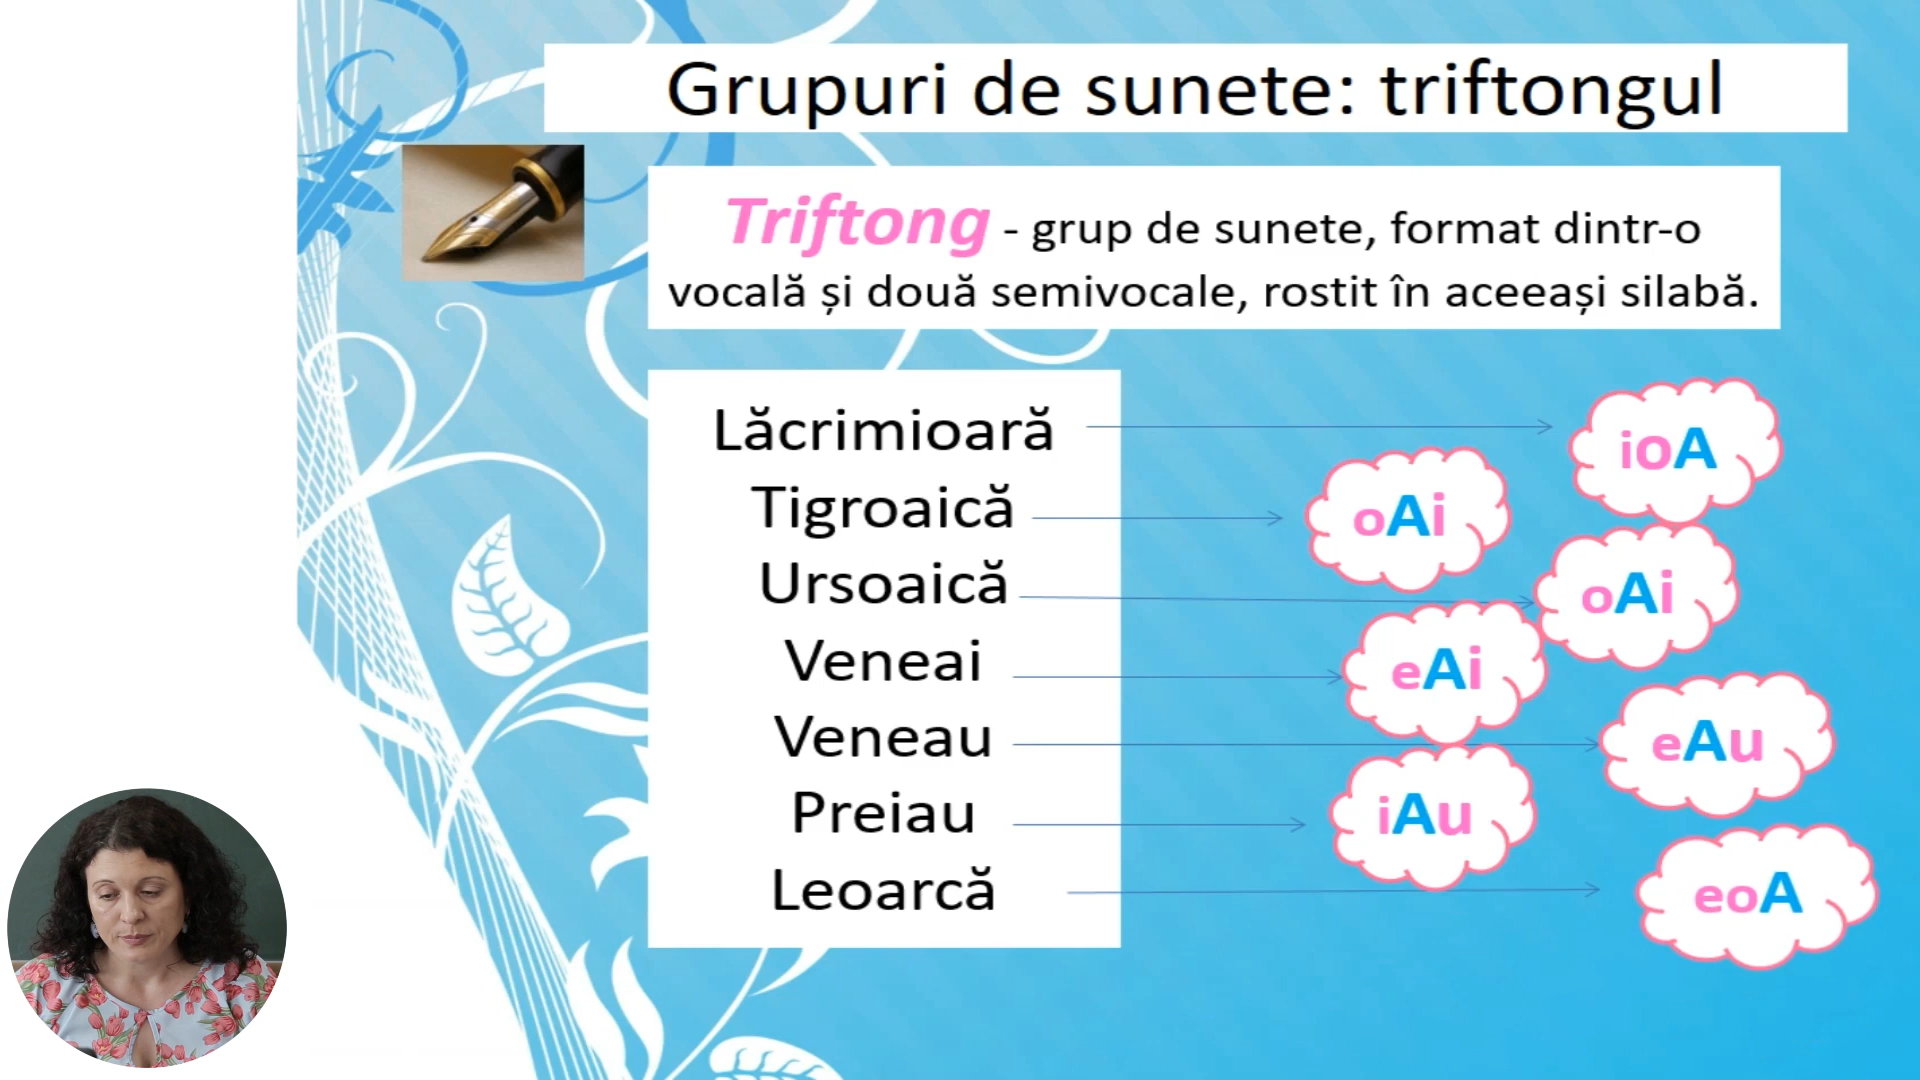 Grupuri de sunete: triftongul
Triftong - grup de sunete, format dintr-o
vocală și două semivocale, rostit în aceeași silabă.
Lăcrimioară
ioA
Tigroaică
oAi
Ursoaică
oAi
Veneai
eAi
Veneau
eAu
Preiau
iAu
Leoarcă
eoA